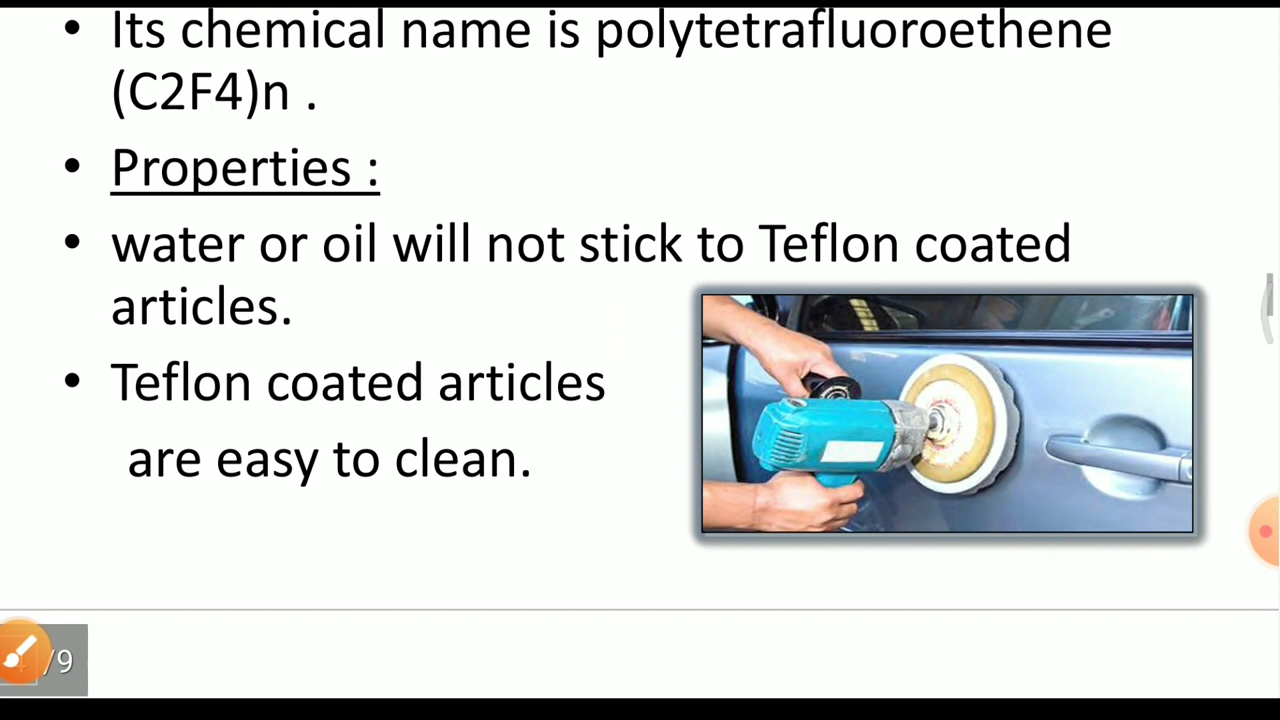 • Its chemical name is polytetrafluoroethene
(C2F4)n .
• Properties :
• water or oil will not stick to Teflon coated
articles.
• Teflon coated articles
are easy to clean.
/9